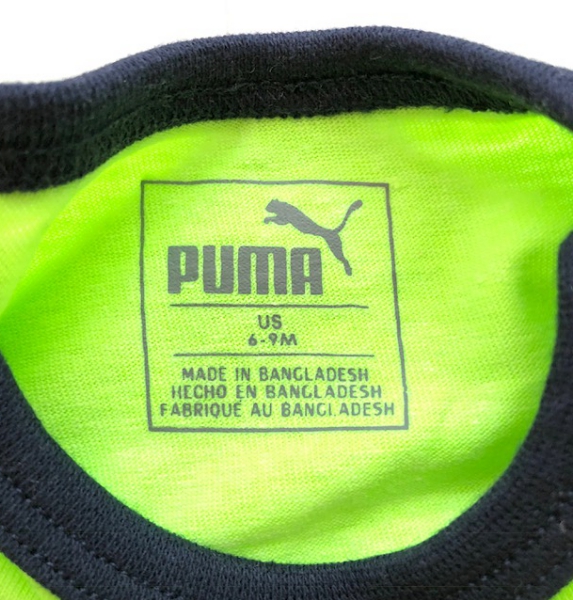 PUMA
US
6-9M
MADE IN BANGLADESH
HECHO EN BANGLADESH
FABRIQUÉ AU BANGLADESH